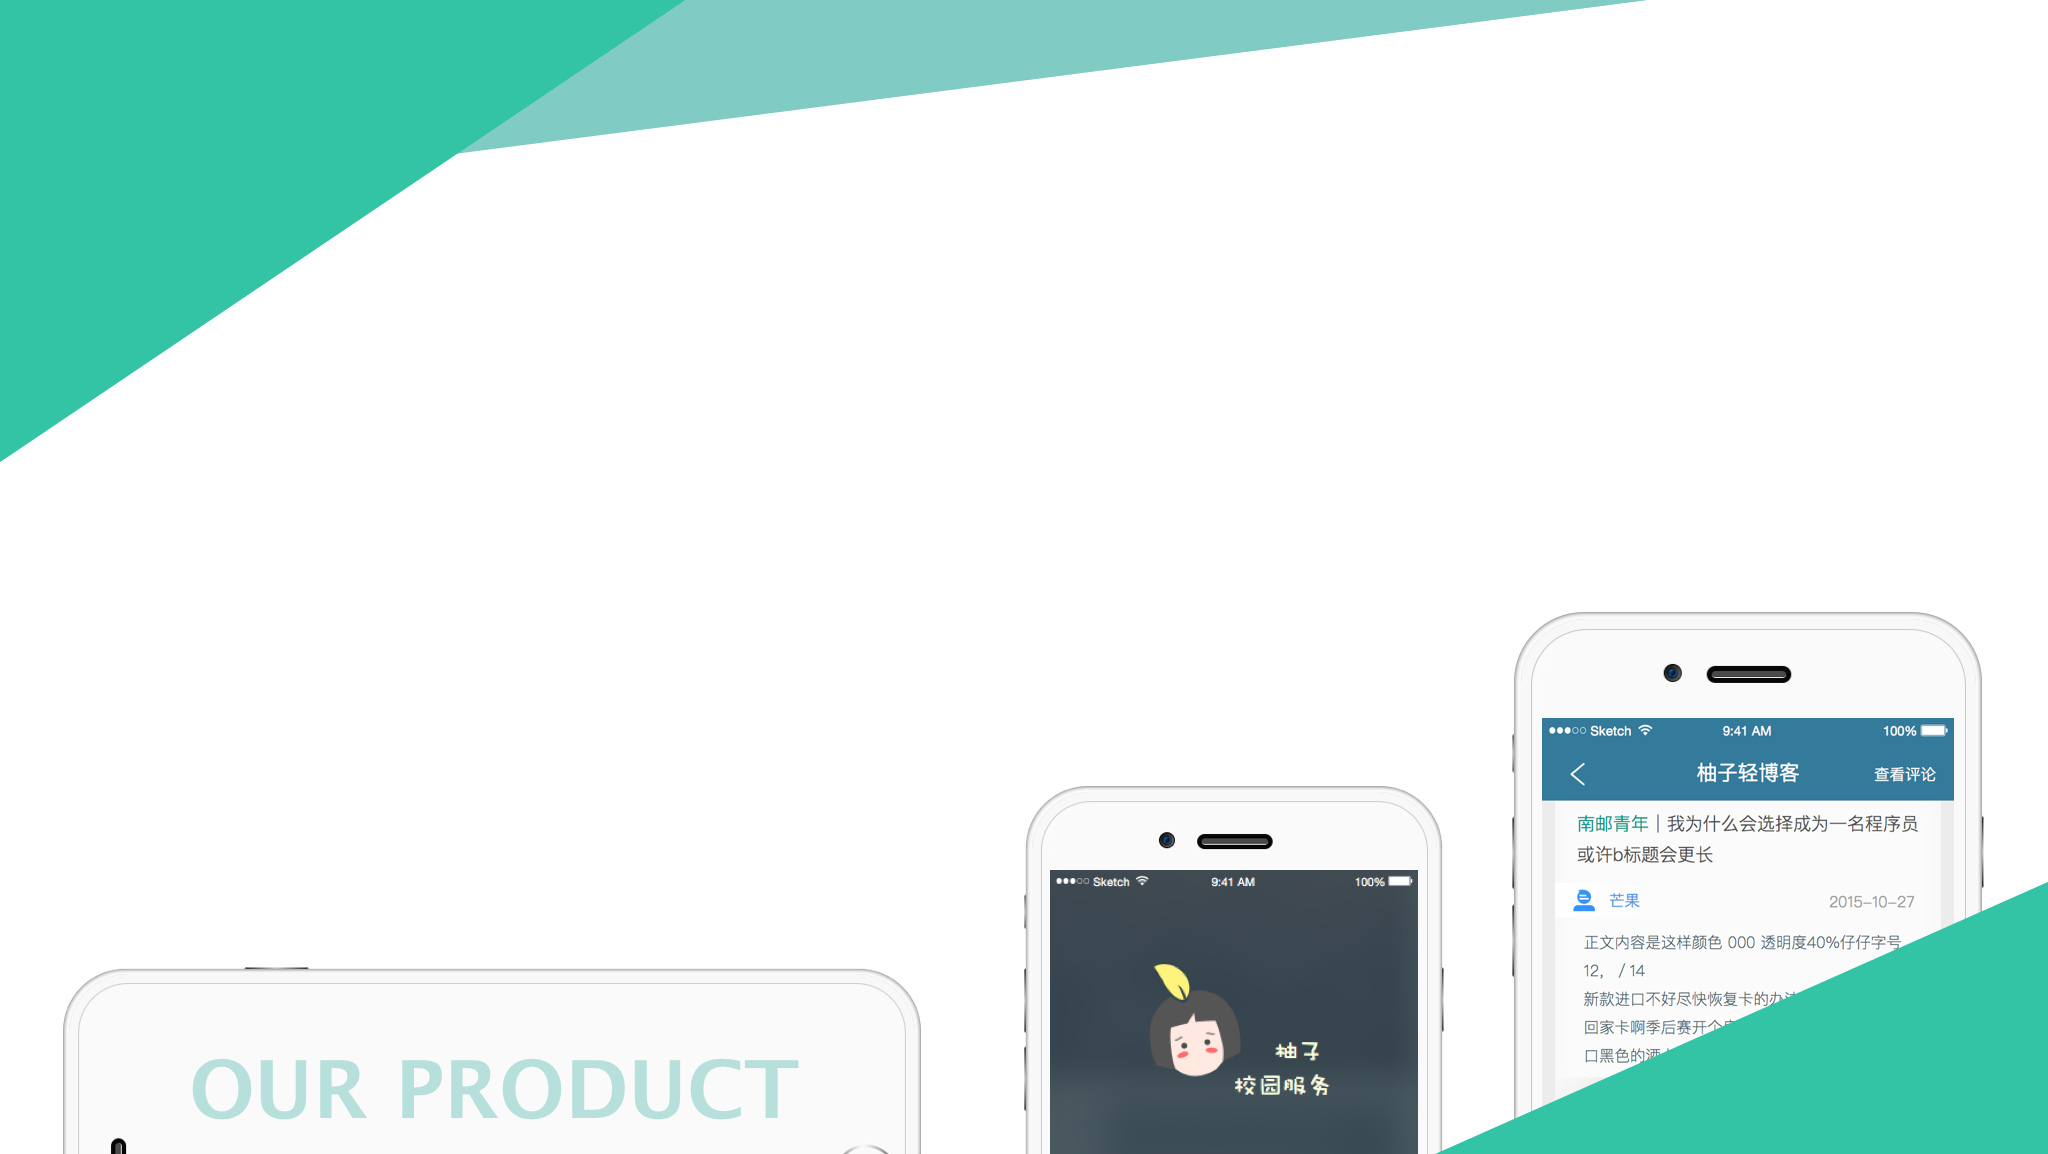 OUR PRODUCT
Sketch 9:41 AM 100%
柚子
校园服务
Sketch 9:41 AM 100%
柚子轻博客 查看评论
南邮青年｜我为什么会选择成为一名程序员
或许b标题会更长
芒果 2015-10-27
正文内容是这样颜色 000 透明度40%仔仔字号
12， / 14
新款进口不好尽快恢复卡的办
回家卡啊季后赛开个
口黑色的洒